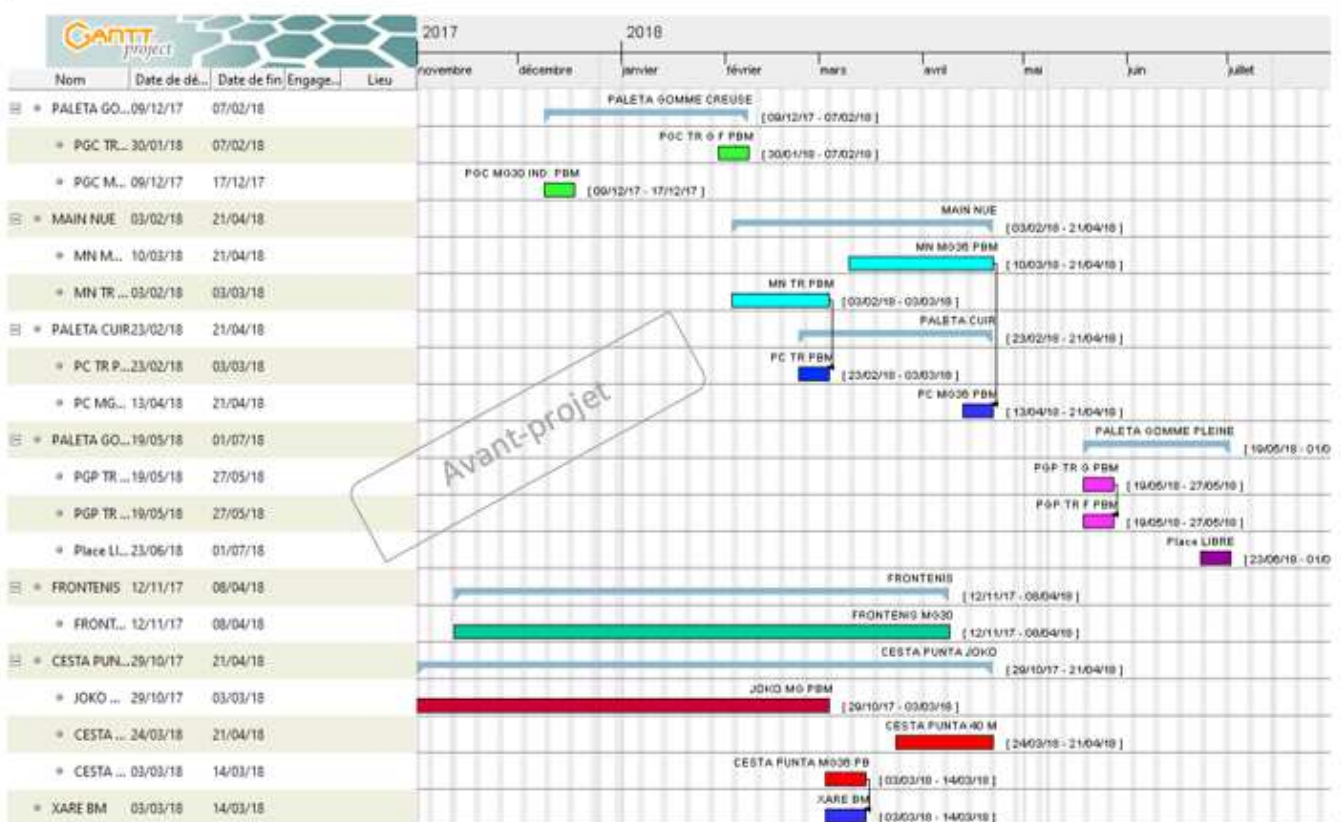 GANTT project
2017 2018
Nom Date de dé... Date de fin Engage... Lieu novembre décembre janvier février mars avril mai juin juillet
PALETA GO... 09/12/17 07/02/18 PALETA GOMME CREUSE [ 09/12/17 - 07/02/18 ]
PGC TR... 30/01/18 07/02/18 PGC TR G F PBM [ 30/01/18 - 07/02/18 ]
PGC M... 09/12/17 17/12/17 PGC MG30 IND. PBM [ 09/12/17 - 17/12/17 ]
MAIN NUE 03/02/18 21/04/18 MAIN NUE [ 03/02/18 - 21/04/18 ]
MN M... 10/03/18 21/04/18 MN MG36 PBM [ 10/03/18 - 21/04/18 ]
MN TR ... 03/02/18 03/03/18 MN TR PBM [ 03/02/18 - 03/03/18 ]
PALETA CUIR 23/02/18 21/04/18 PALETA CUIR [ 23/02/18 - 21/04/18 ]
PC TR P... 23/02/18 03/03/18 PC TR PBM [ 23/02/18 - 03/03/18 ]
PC MG... 13/04/18 21/04/18 PC MG36 PBM [ 13/04/18 - 21/04/18 ]
Avant-projet
PALETA GO... 19/05/18 01/07/18 PALETA GOMME PLEINE [ 19/05/18 - 01/0
PGP TR ... 19/05/18 27/05/18 PGP TR G PBM [ 19/05/18 - 27/05/18 ]
PGP TR ... 19/05/18 27/05/18 PGP TR F PBM [ 19/05/18 - 27/05/18 ]
Place LI... 23/06/18 01/07/18 Place LIBRE [ 23/06/18 - 01/0
FRONTENIS 12/11/17 08/04/18 FRONTENIS [ 12/11/17 - 08/04/18 ]
FRONT... 12/11/17 08/04/18 FRONTENIS MG30 [ 12/11/17 - 08/04/18 ]
CESTA PUN... 29/10/17 21/04/18 CESTA PUNTA JOKO [ 29/10/17 - 21/04/18 ]
JOKO ... 29/10/17 03/03/18 JOKO MG PBM [ 29/10/17 - 03/03/18 ]
CESTA ... 24/03/18 21/04/18 CESTA PUNTA 40 M [ 24/03/18 - 21/04/18 ]
CESTA ... 03/03/18 14/03/18 CESTA PUNTA MG36 PB [ 03/03/18 - 14/03/18 ]
XARE BM 03/03/18 14/03/18 XARE BM [ 03/03/18 - 14/03/18 ]